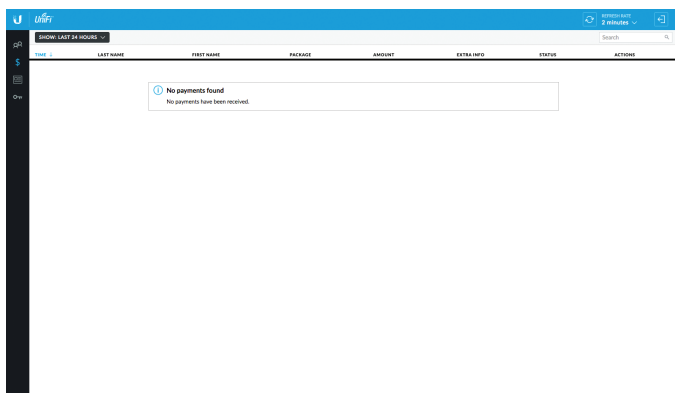 U UniFi REFRESH RATE
2 minutes
SHOW: LAST 24 HOURS Search
$ TIME ↓ LAST NAME FIRST NAME PACKAGE AMOUNT EXTRA INFO STATUS ACTIONS
i No payments found
No payments have been received.